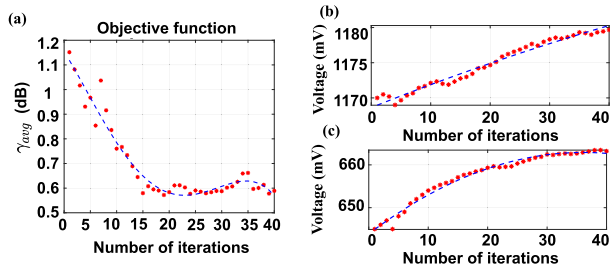 (a)
Objective function
1.2
1.1
1
0.9
0.8
0.7
0.6
0.5
γavg (dB)
0 5 10 15 20 25 30 35 40
Number of iterations
(b)
1180
1175
1170
Voltage (mV)
0 10 20 30 40
Number of iterations
(c)
660
650
Voltage (mV)
0 10 20 30 40
Number of iterations